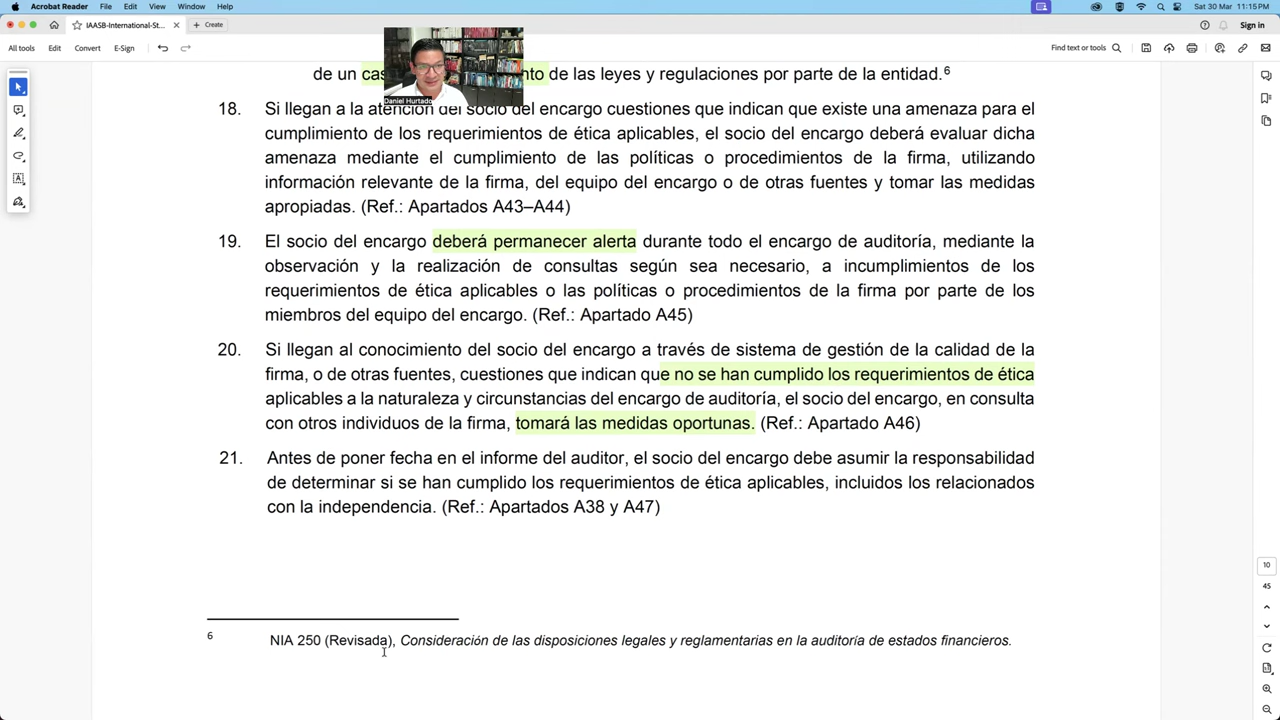 Acrobat Reader File Edit View Window Help Sat 30 Mar 11:15 PM
IAASB-International-St... Create Sign in
All tools Edit Convert E-Sign Find text or tools
de un de las leyes y regulaciones por parte de la entidad.6
Daniel Hurtado
18. Si llegan a la atención del socio del encargo cuestiones que indican que existe una amenaza para el
cumplimiento de los requerimientos de ética aplicables, el socio del encargo deberá evaluar dicha
amenaza mediante el cumplimiento de las políticas o procedimientos de la firma, utilizando
información relevante de la firma, del equipo del encargo o de otras fuentes y tomar las medidas
apropiadas. (Ref.: Apartados A43–A44)
19. El socio del encargo deberá permanecer alerta durante todo el encargo de auditoría, mediante la
observación y la realización de consultas según sea necesario, a incumplimientos de los
requerimientos de ética aplicables o las políticas o procedimientos de la firma por parte de los
miembros del equipo del encargo. (Ref.: Apartado A45)
20. Si llegan al conocimiento del socio del encargo a través de sistema de gestión de la calidad de la
firma, o de otras fuentes, cuestiones que indican que no se han cumplido los requerimientos de ética
aplicables a la naturaleza y circunstancias del encargo de auditoría, el socio del encargo, en consulta
con otros individuos de la firma, tomará las medidas oportunas. (Ref.: Apartado A46)
21. Antes de poner fecha en el informe del auditor, el socio del encargo debe asumir la responsabilidad
de determinar si se han cumplido los requerimientos de ética aplicables, incluidos los relacionados
con la independencia. (Ref.: Apartados A38 y A47)
10
45
6 NIA 250 (Revisada), Consideración de las disposiciones legales y reglamentarias en la auditoría de estados financieros.